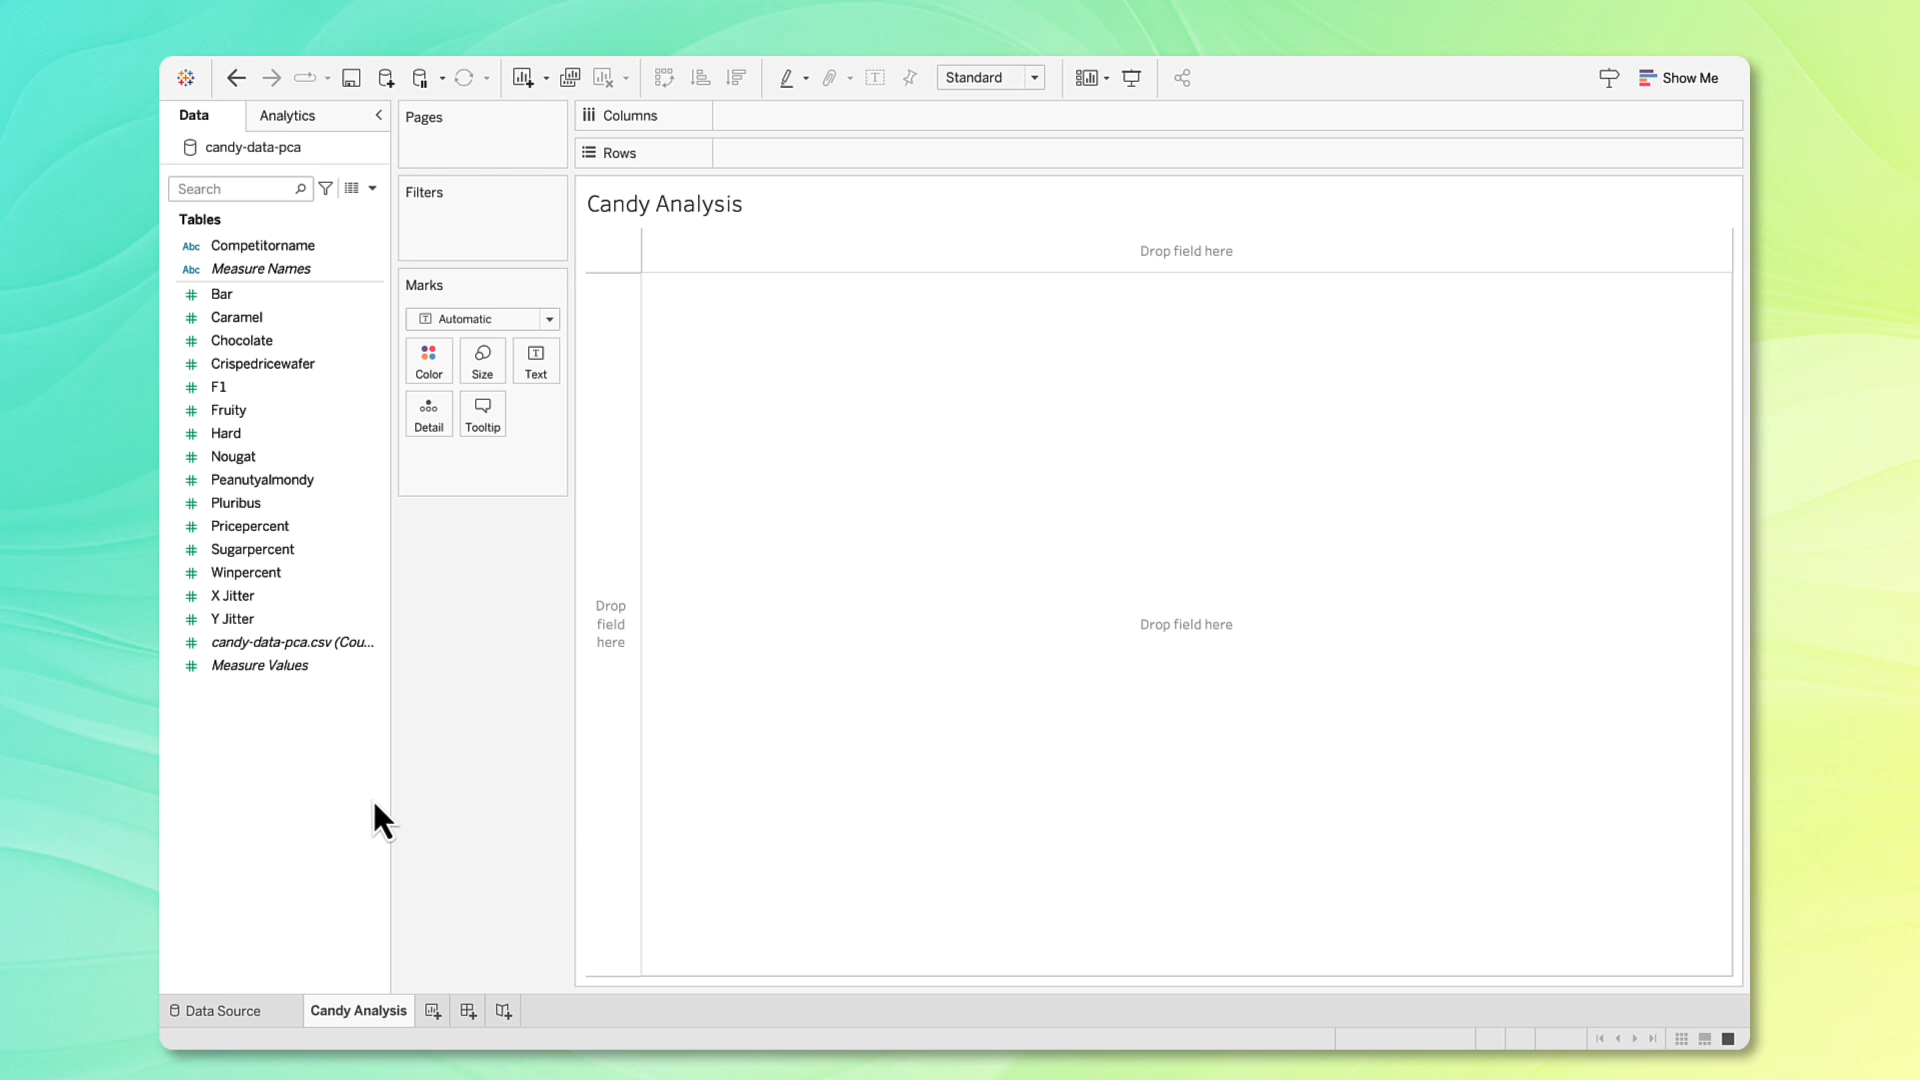 Standard
Show Me
Data
Analytics
candy-data-pca
Search
Tables
Abc Competitorname
Abc Measure Names
# Bar
# Caramel
# Chocolate
# Crispedricewafer
# F1
# Fruity
# Hard
# Nougat
# Peanutyalmondy
# Pluribus
# Pricepercent
# Sugarpercent
# Winpercent
# X Jitter
# Y Jitter
# candy-data-pca.csv (Cou...
# Measure Values
Pages
Filters
Marks
T Automatic
Color
Size
T Text
Detail
Tooltip
Columns
Rows
Candy Analysis
Drop field here
Drop
field
here
Drop field here
Data Source
Candy Analysis